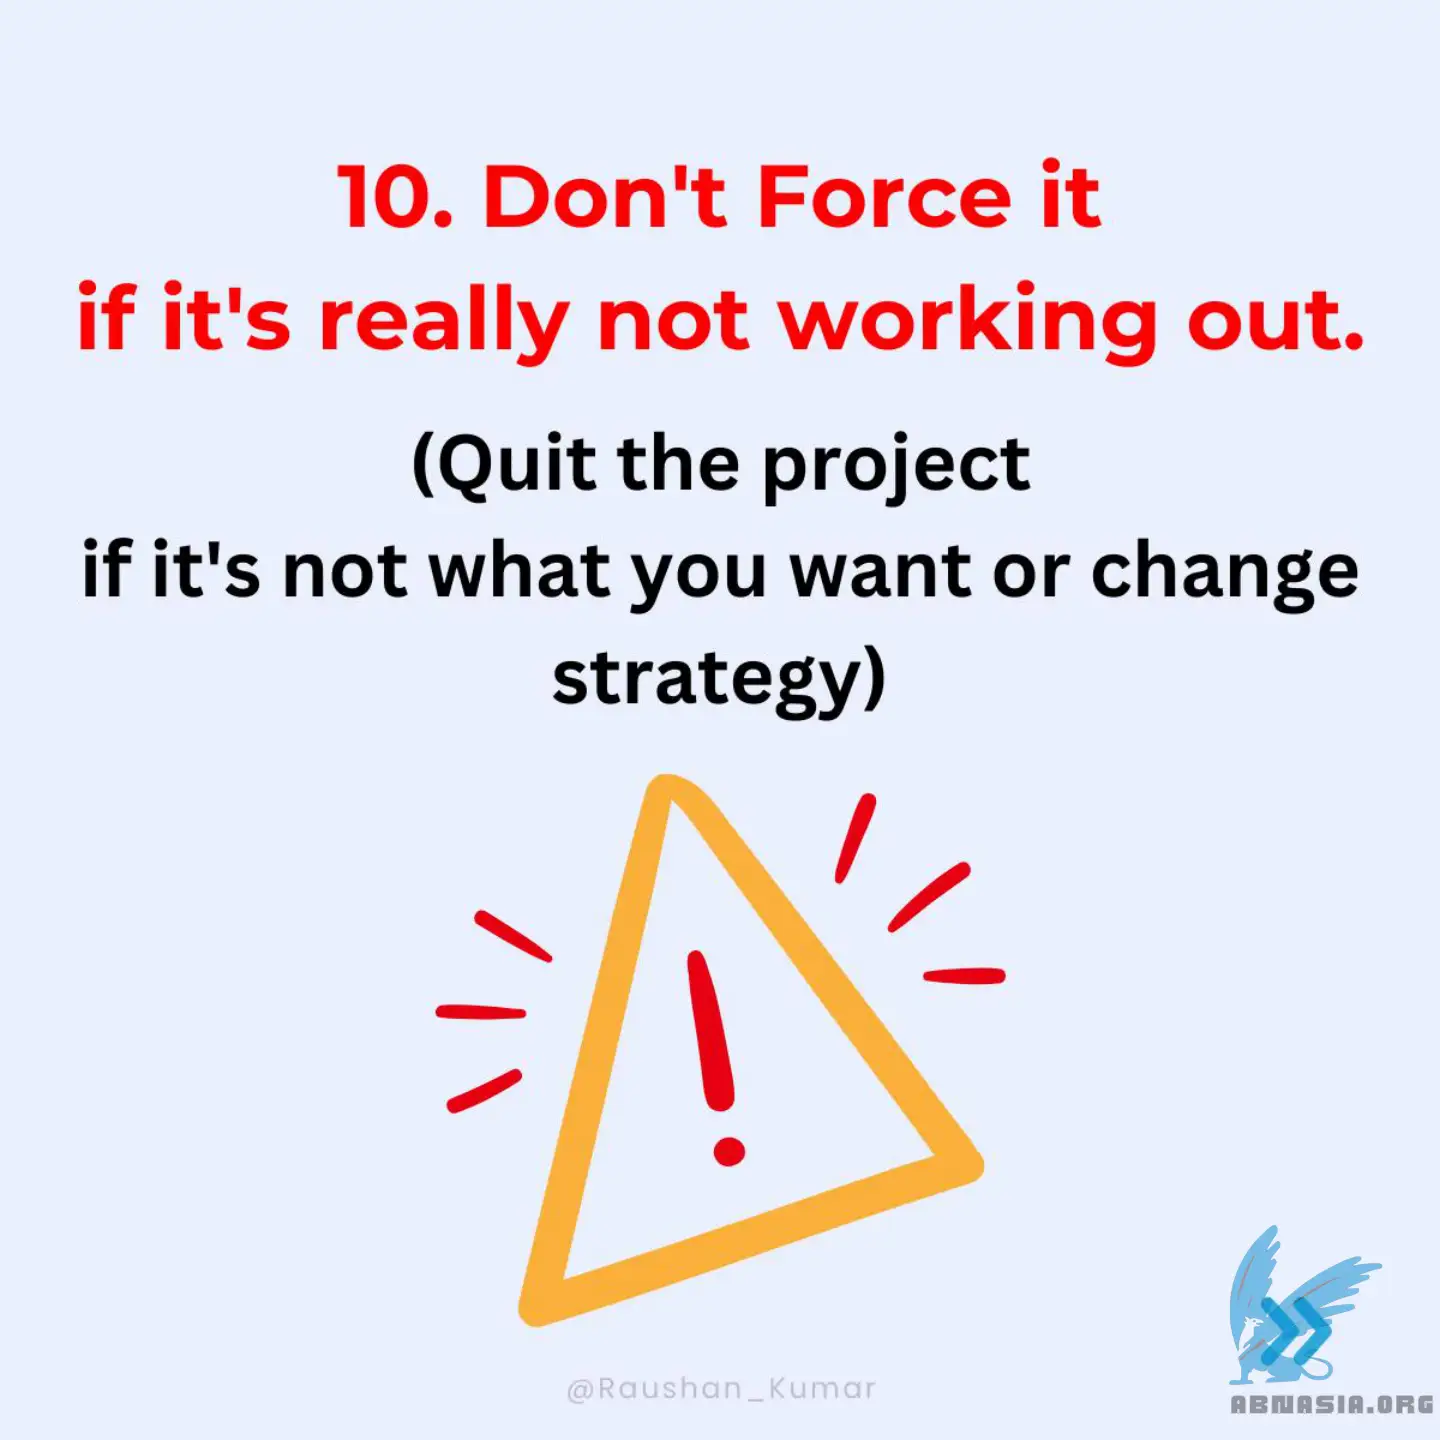 10. Don't Force it
if it's really not working out.
(Quit the project
if it's not what you want or change
strategy)
@Raushan_Kumar
ABNASIA.ORG